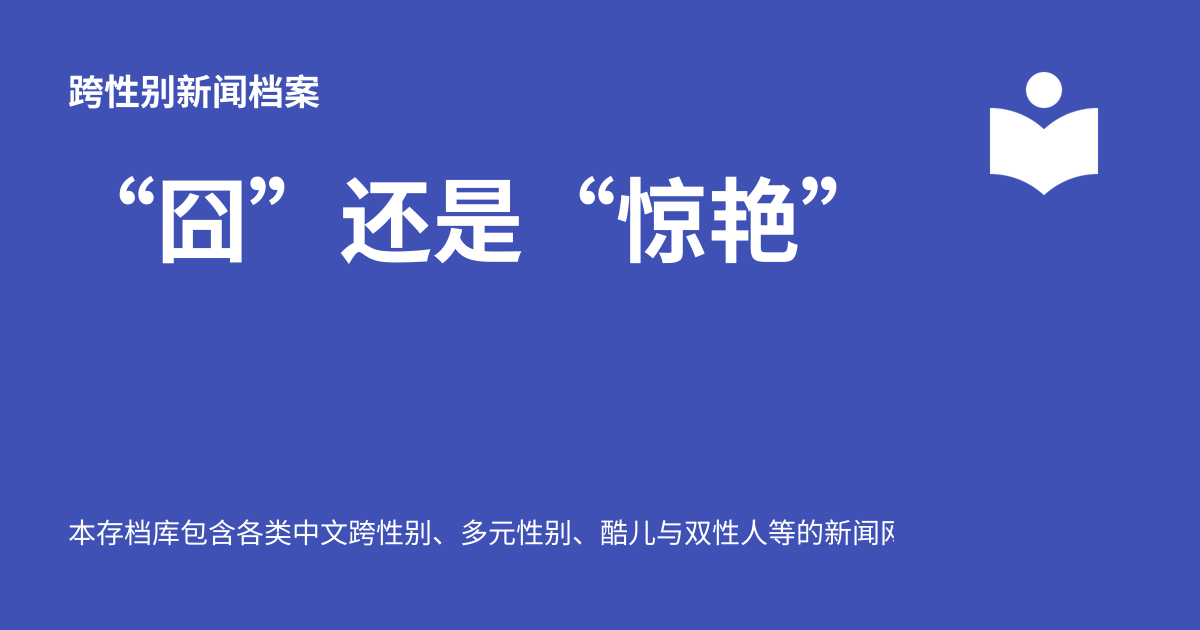 跨性别新闻档案
“囧” 还是 “惊艳”
本存档库包含各类中文跨性别、多元性别、酷儿与双性人等的新闻网